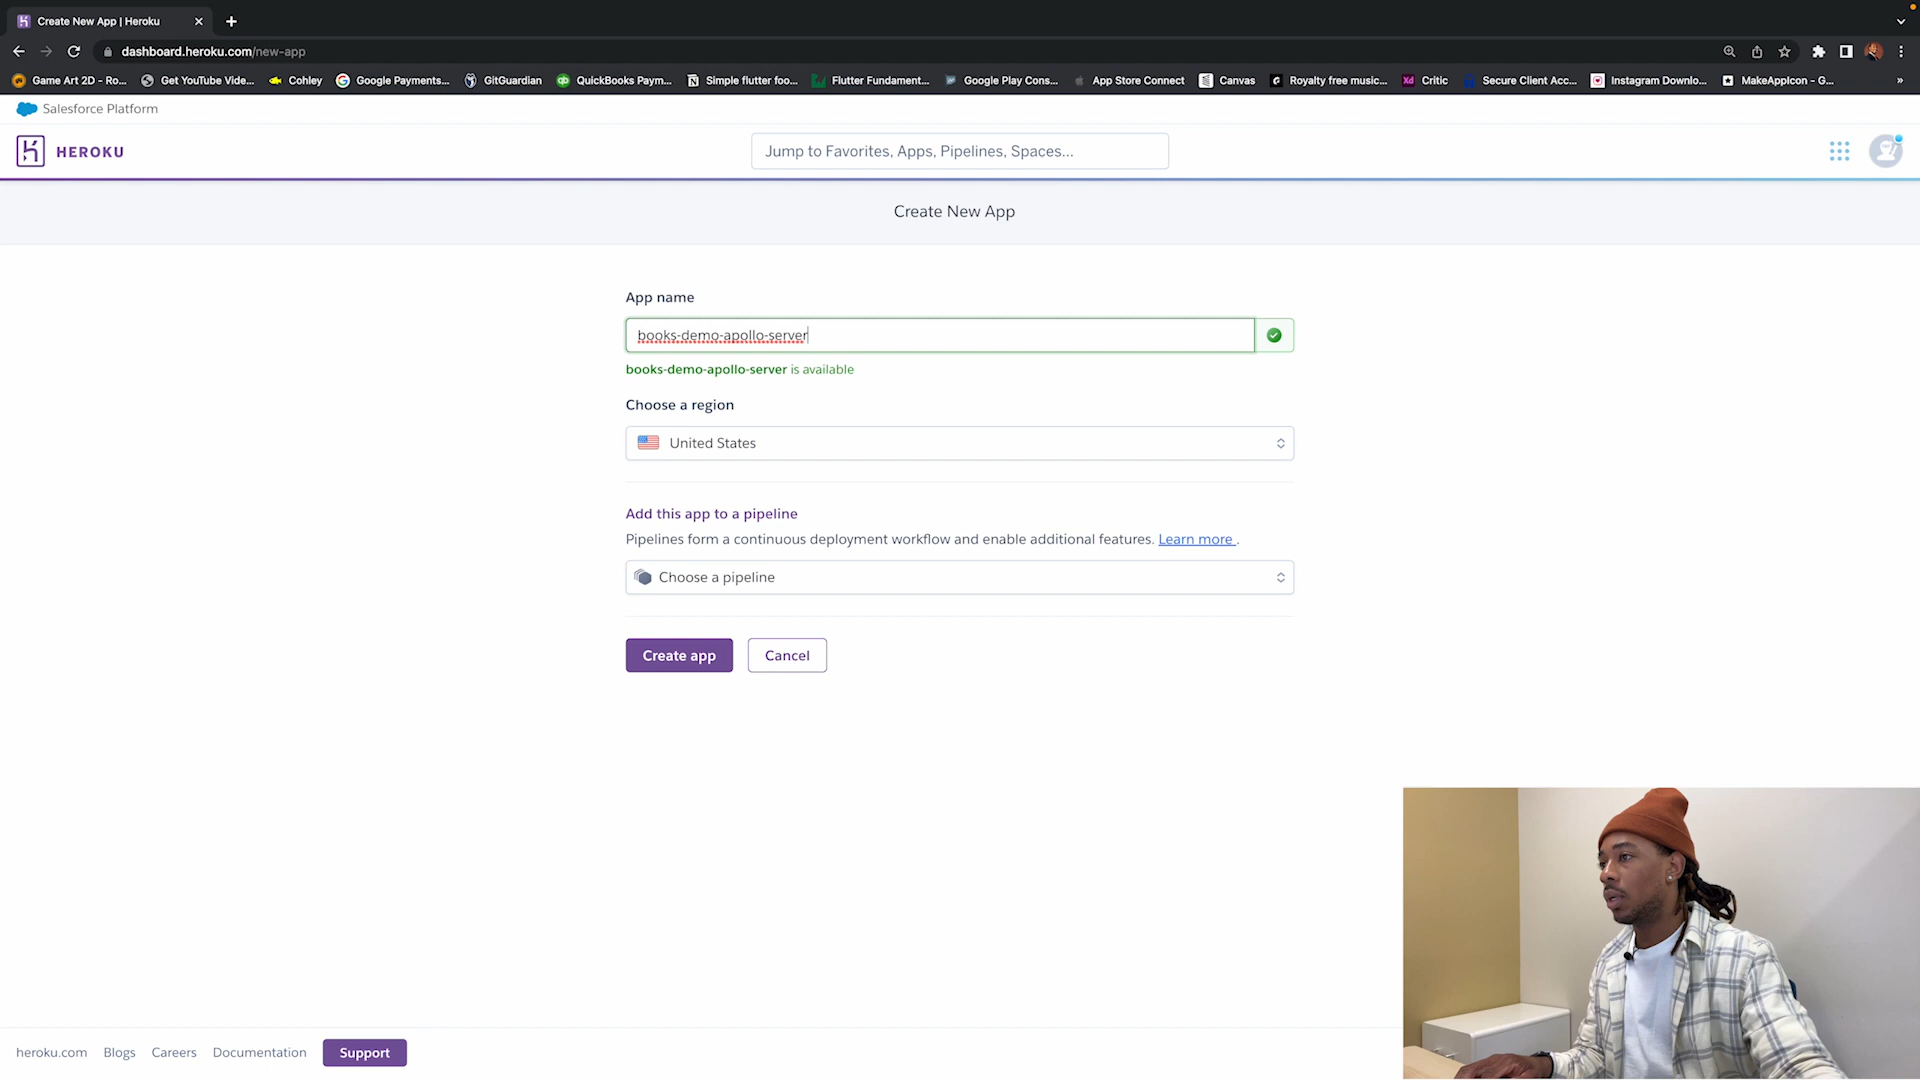 Create New App | Heroku
dashboard.heroku.com/new-app
Game Art 2D - Ro... Get YouTube Vide... Cohley Google Payments... GitGuardian QuickBooks Paym... Simple flutter foo... Flutter Fundament... Google Play Cons... App Store Connect Canvas Royalty free music... Xd Critic Secure Client Acc... Instagram Downlo... MakeAppIcon - G... »
Salesforce Platform
HEROKU
Jump to Favorites, Apps, Pipelines, Spaces...
Create New App
App name
books-demo-apollo-server
books-demo-apollo-server is available
Choose a region
United States
Add this app to a pipeline
Pipelines form a continuous deployment workflow and enable additional features. Learn more .
Choose a pipeline
Create app Cancel
heroku.com Blogs Careers Documentation Support